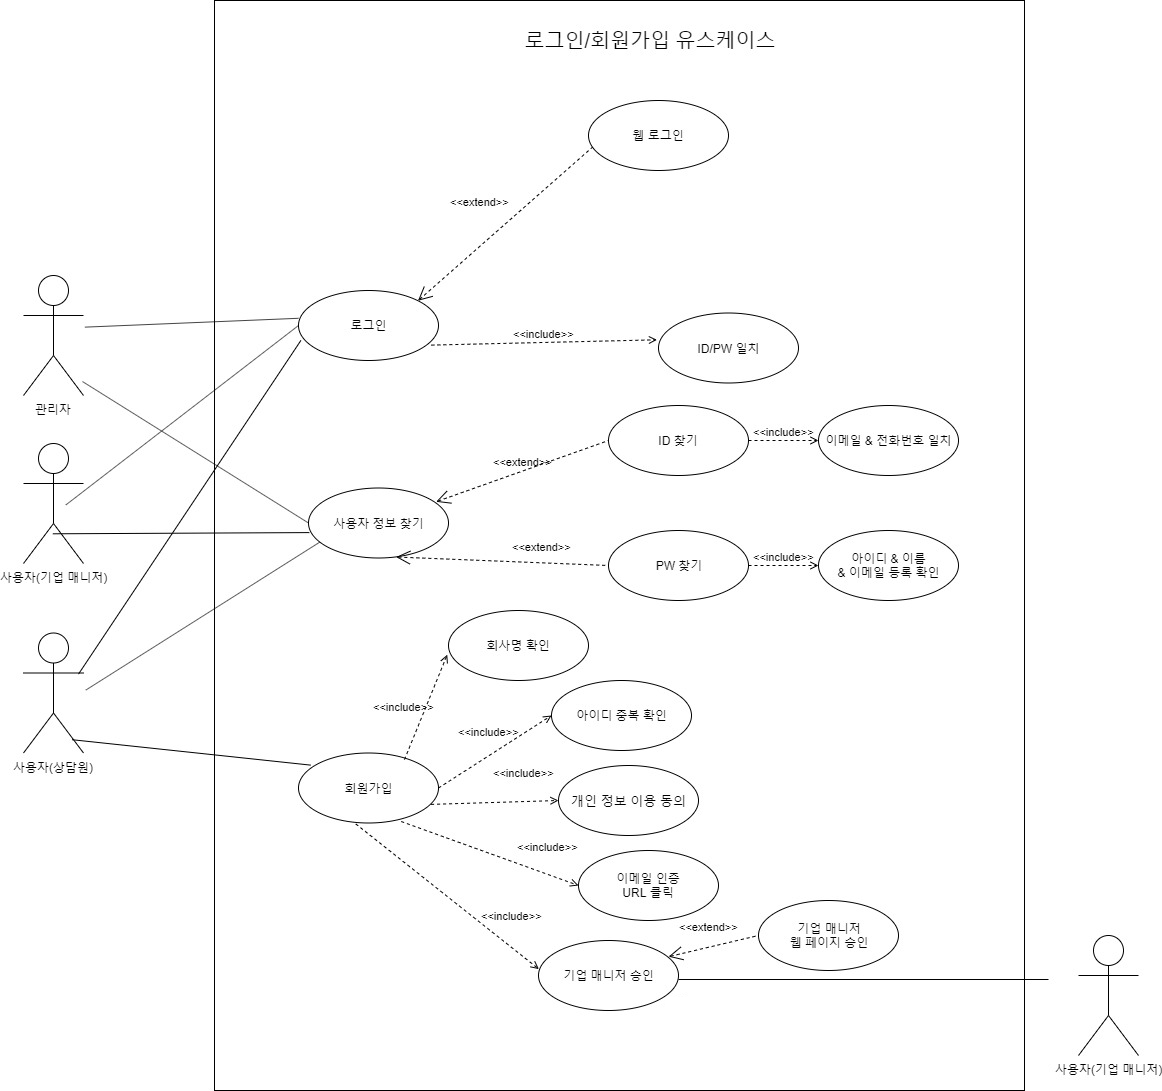 로그인/회원가입 유스케이스
웹 로그인
<<extend>>
로그인
<<include>>
ID/PW 일치
관리자
ID 찾기
<<include>>
이메일 & 전화번호 일치
<<extend>>
사용자 정보 찾기
<<extend>>
PW 찾기
<<include>>
아이디 & 이름
& 이메일 등록 확인
사용자(기업 매니저)
회사명 확인
<<include>>
아이디 중복 확인
<<include>>
사용자(상담원)
회원가입
<<include>>
개인 정보 이용 동의
<<include>>
이메일 인증
URL 클릭
<<include>>
<<extend>>
기업 매니저
웹 페이지 승인
기업 매니저 승인
사용자(기업 매니저)